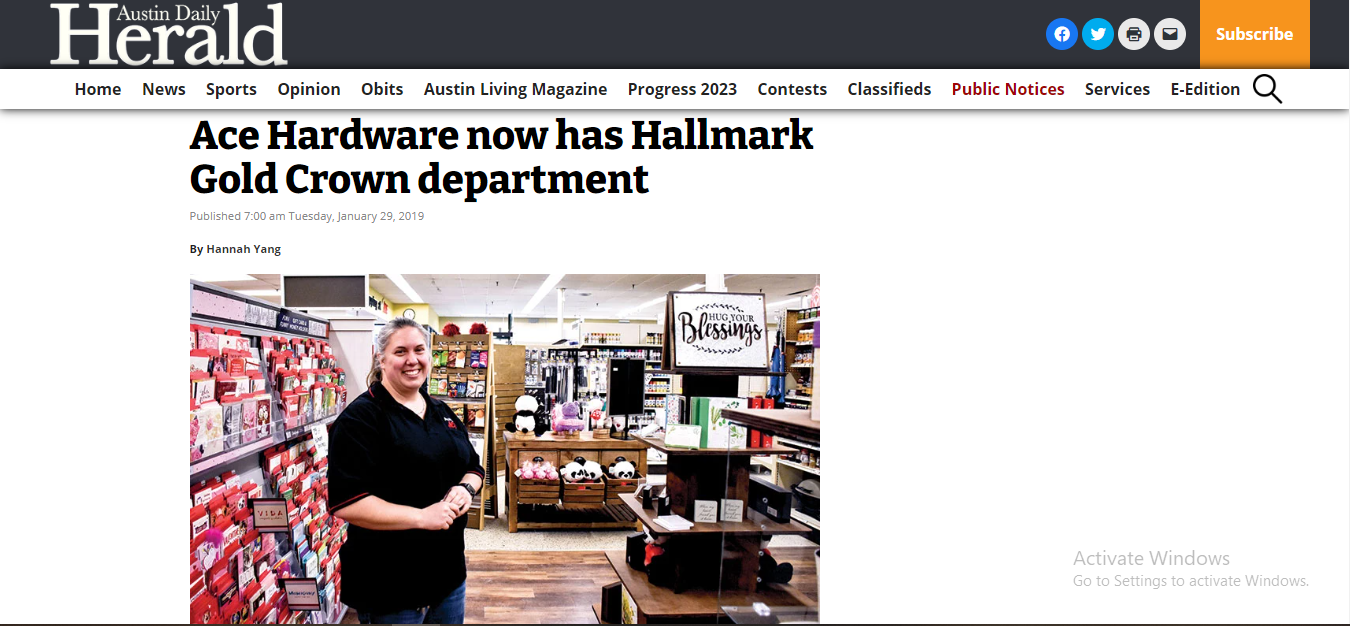 Austin Daily
Herald
Subscribe
Home News Sports Opinion Obits Austin Living Magazine Progress 2023 Contests Classifieds Public Notices Services E-Edition
Ace Hardware now has Hallmark
Gold Crown department
Published 7:00 am Tuesday, January 29, 2019
By Hannah Yang
HUG YOUR
Blessings
VIDA
Activate Windows
Go to Settings to activate Windows.